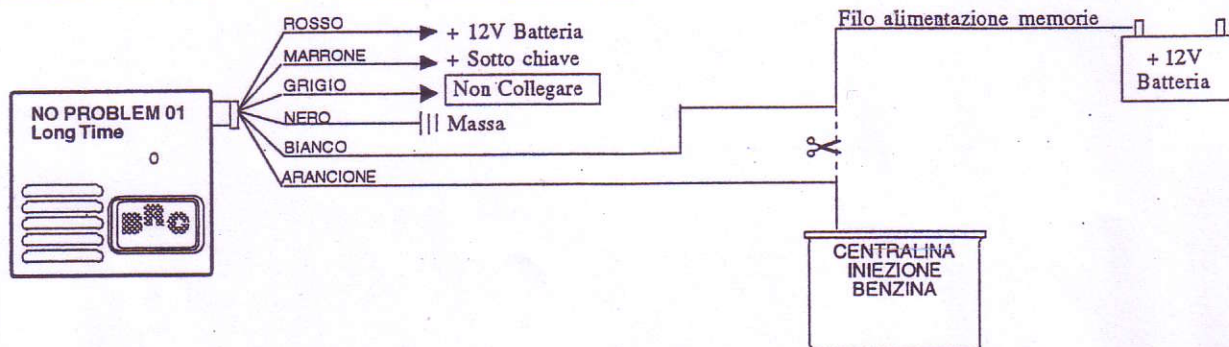 NO PROBLEM 01
Long Time
BRC
ROSSO
+ 12V Batteria
MARRONE
+ Sotto chiave
GRIGIO
Non Collegare
NERO
Massa
BIANCO
ARANCIONE
Filo alimentazione memorie
+ 12V
Batteria
CENTRALINA
INIEZIONE
BENZINA